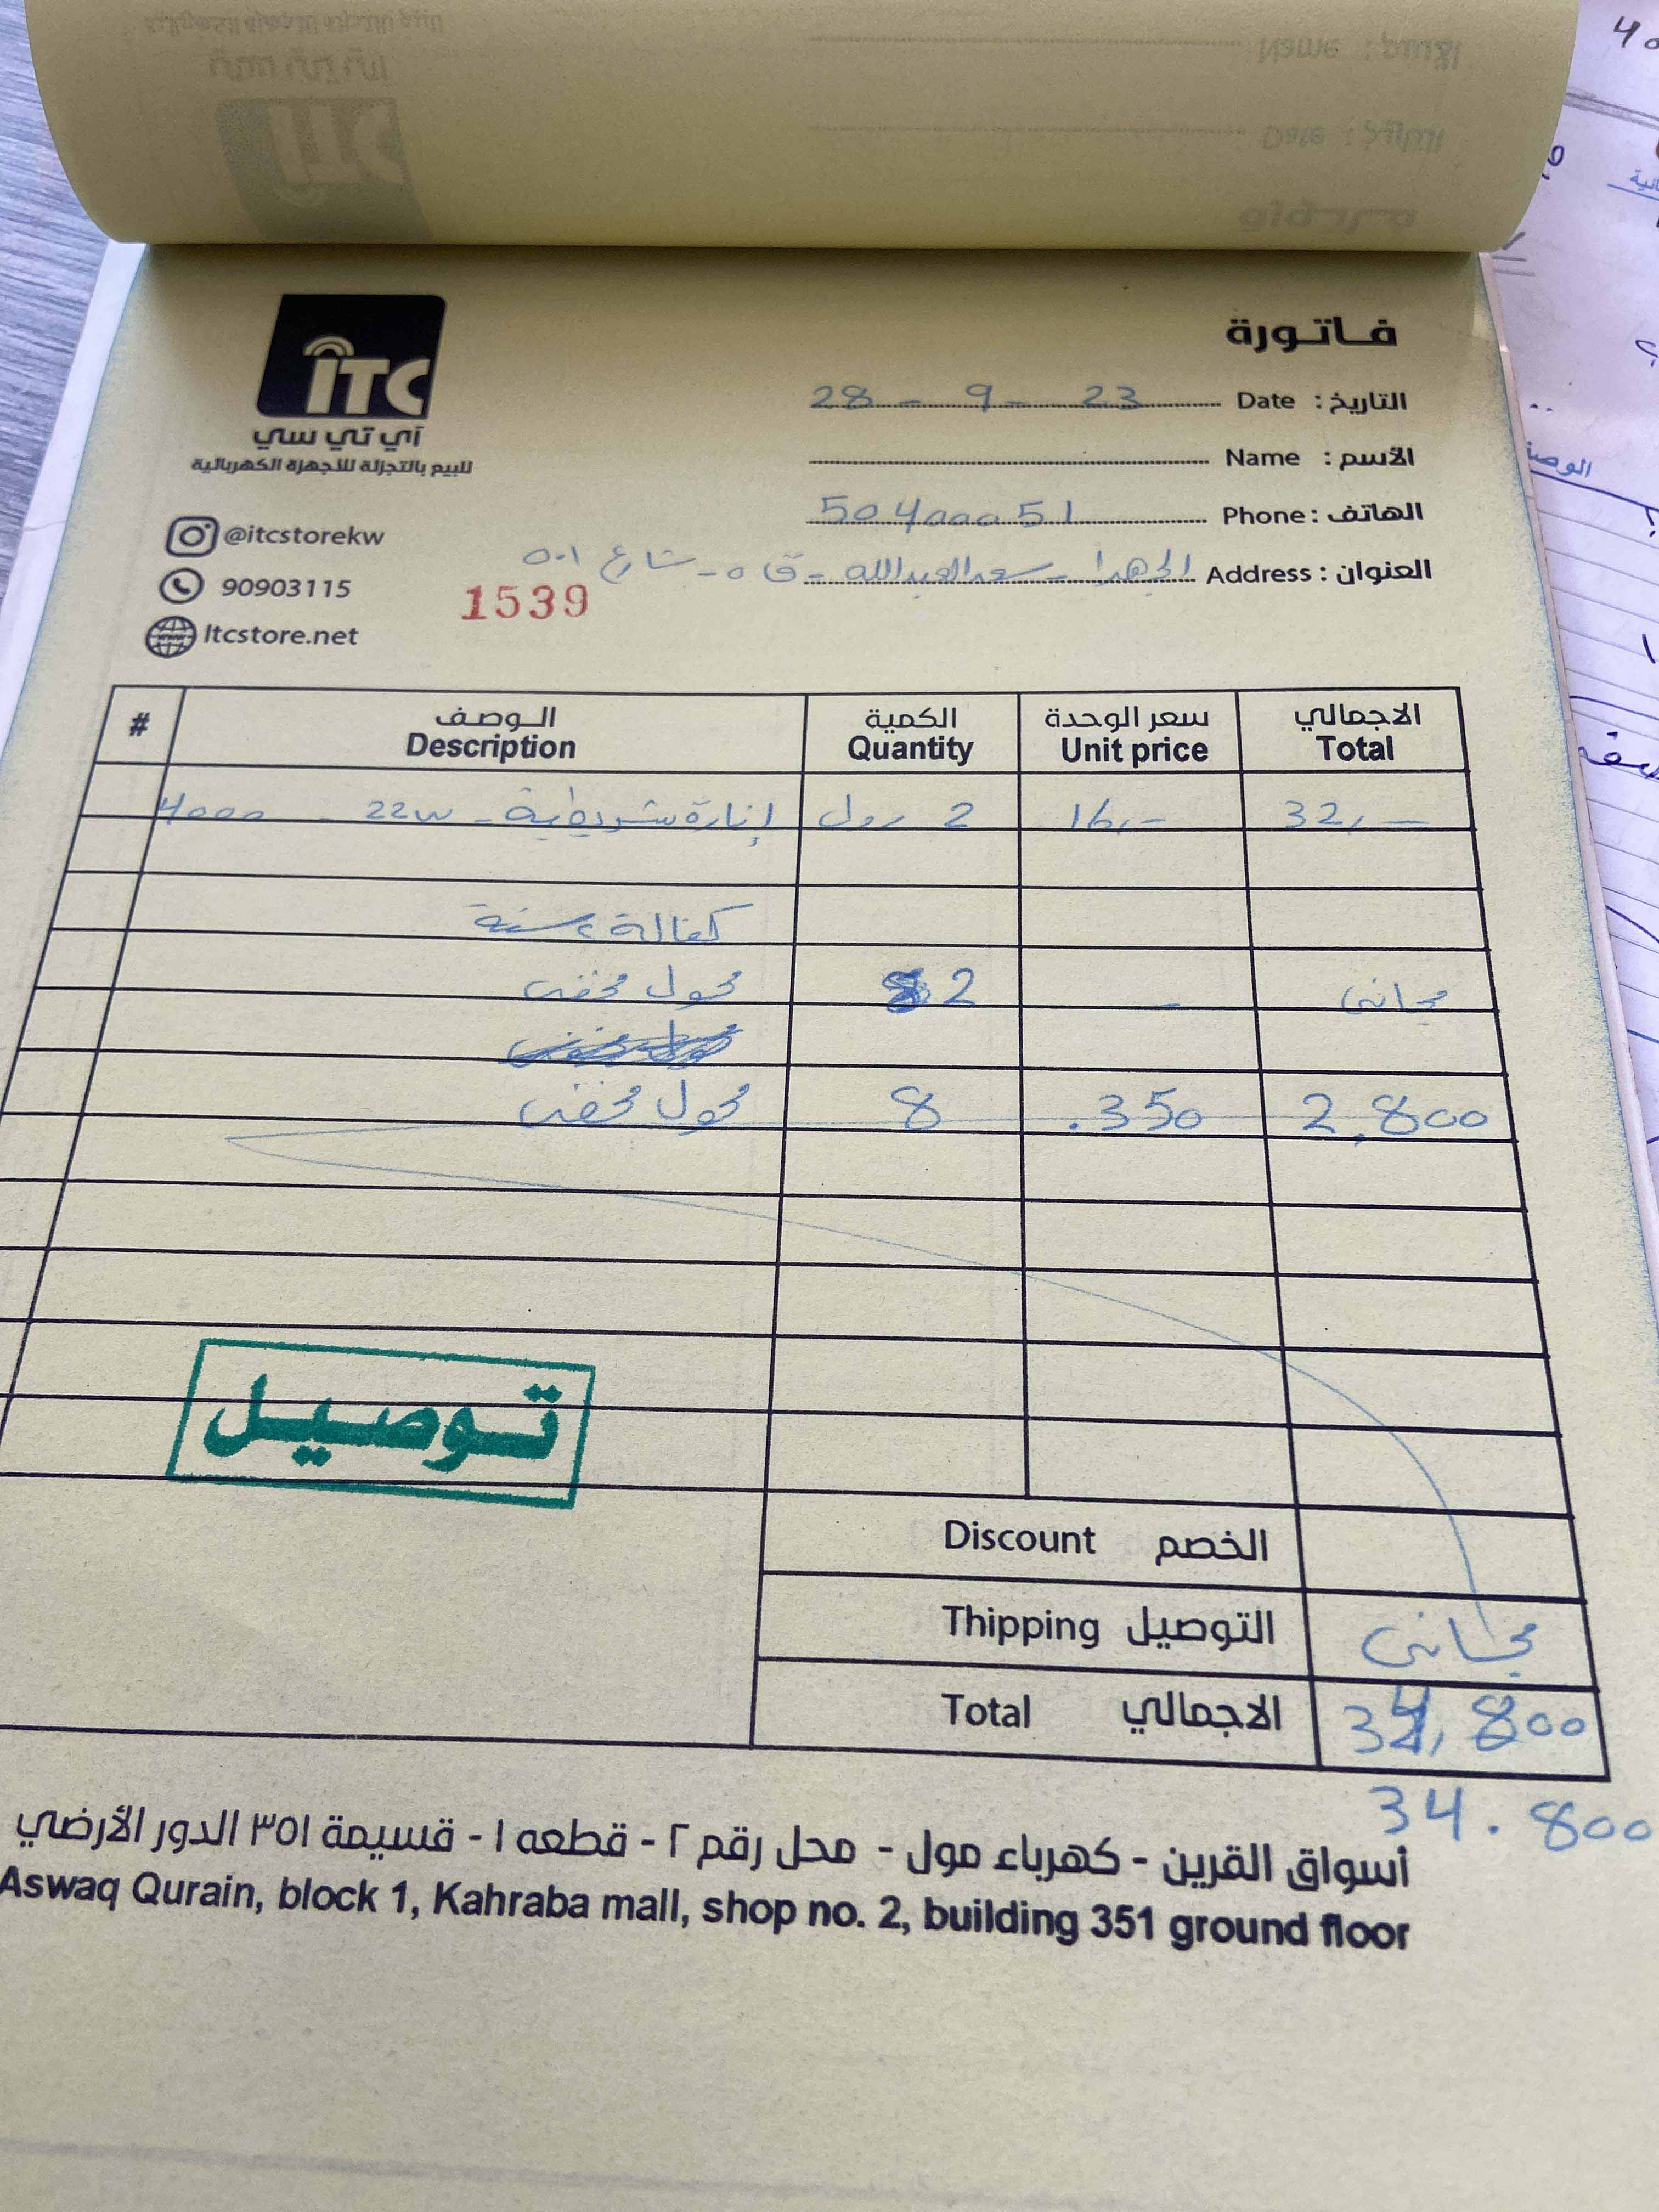 فاتورة
ITC
آي تي سي
للبيع بالتجزئة للأجهزة الكهربائية
التاريخ : Date 28 - 9 - 23
الأسم : Name
الهاتف : Phone 50400051
العنوان : Address الجهرا - سعد العبدالله - ق ٥ - شارع ٥٠١
@itcstorekw
90903115
Itcstore.net
1539
# الوصف الكمية سعر الوحدة الاجمالي
Description Quantity Unit price Total
إنارة شريطية - 22w - 4000 2 رول 16,- 32,-
كفالة ٢ سنة
محول مخفي 2 - مجاني
محول مخفي 8 .350 2,800
توصيل
Discount الخصم
Thipping التوصيل مجاني
Total الاجمالي 34,800
34.800
أسواق القرين - كهرباء مول - محل رقم ٢ - قطعه ١ - قسيمة ٣٥١ الدور الأرضي
Aswaq Qurain, block 1, Kahraba mall, shop no. 2, building 351 ground floor